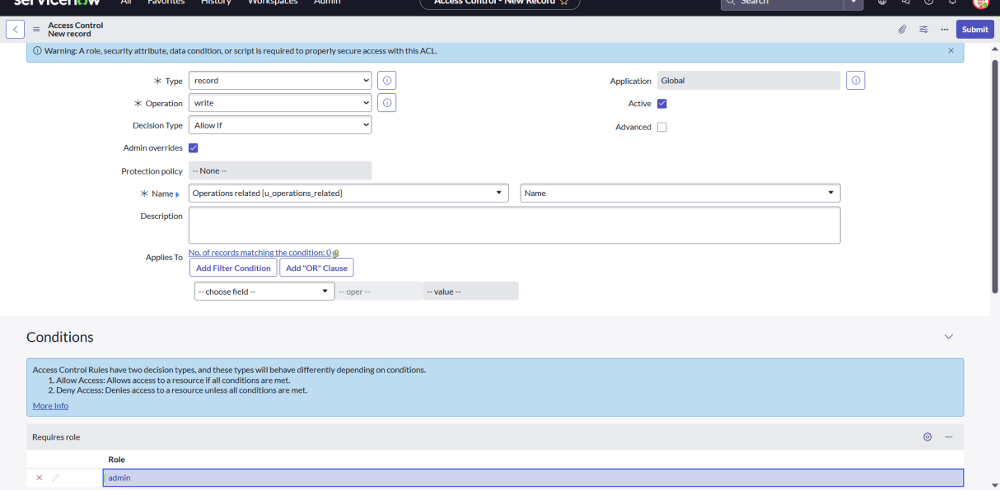 servicenow All Favorites History Workspaces Admin Access Control - New Record Search
Access Control
New record
Submit
Warning: A role, security attribute, data condition, or script is required to properly secure access with this ACL.
Type record Application Global
Operation write Active
Decision Type Allow If Advanced
Admin overrides
Protection policy -- None --
Name Operations related [u_operations_related] Name
Description
Applies To No. of records matching the condition: 0
Add Filter Condition Add "OR" Clause
-- choose field -- -- oper -- -- value --
Conditions
Access Control Rules have two decision types, and these types will behave differently depending on conditions.
1. Allow Access: Allows access to a resource if all conditions are met.
2. Deny Access: Denies access to a resource unless all conditions are met.
More Info
Requires role
Role
admin